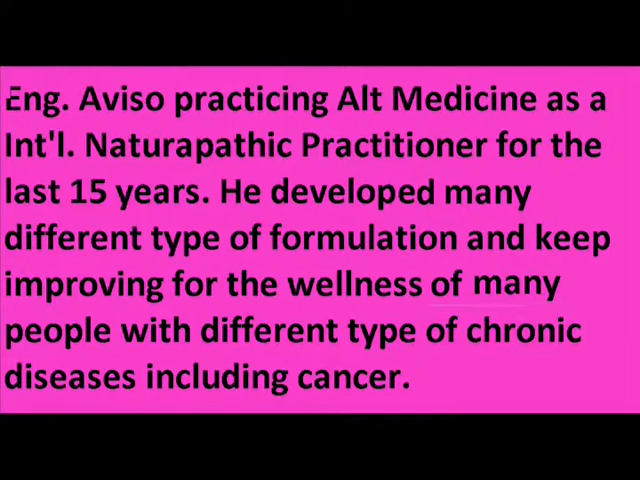 Eng. Aviso practicing Alt Medicine as a
Int'l. Naturapathic Practitioner for the
last 15 years. He developed many
different type of formulation and keep
improving for the wellness of many
people with different type of chronic
diseases including cancer.